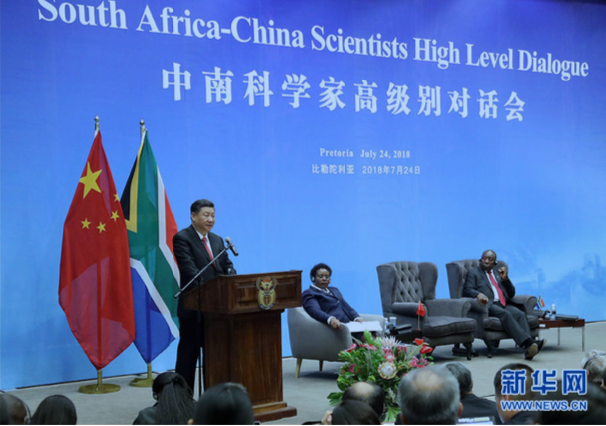 South Africa-China Scientists High Level Dialogue
中南科学家高级别对话会
Pretoria July 24, 2018
比勒陀利亚 2018年7月24日
新华网
WWW.NEWS.CN